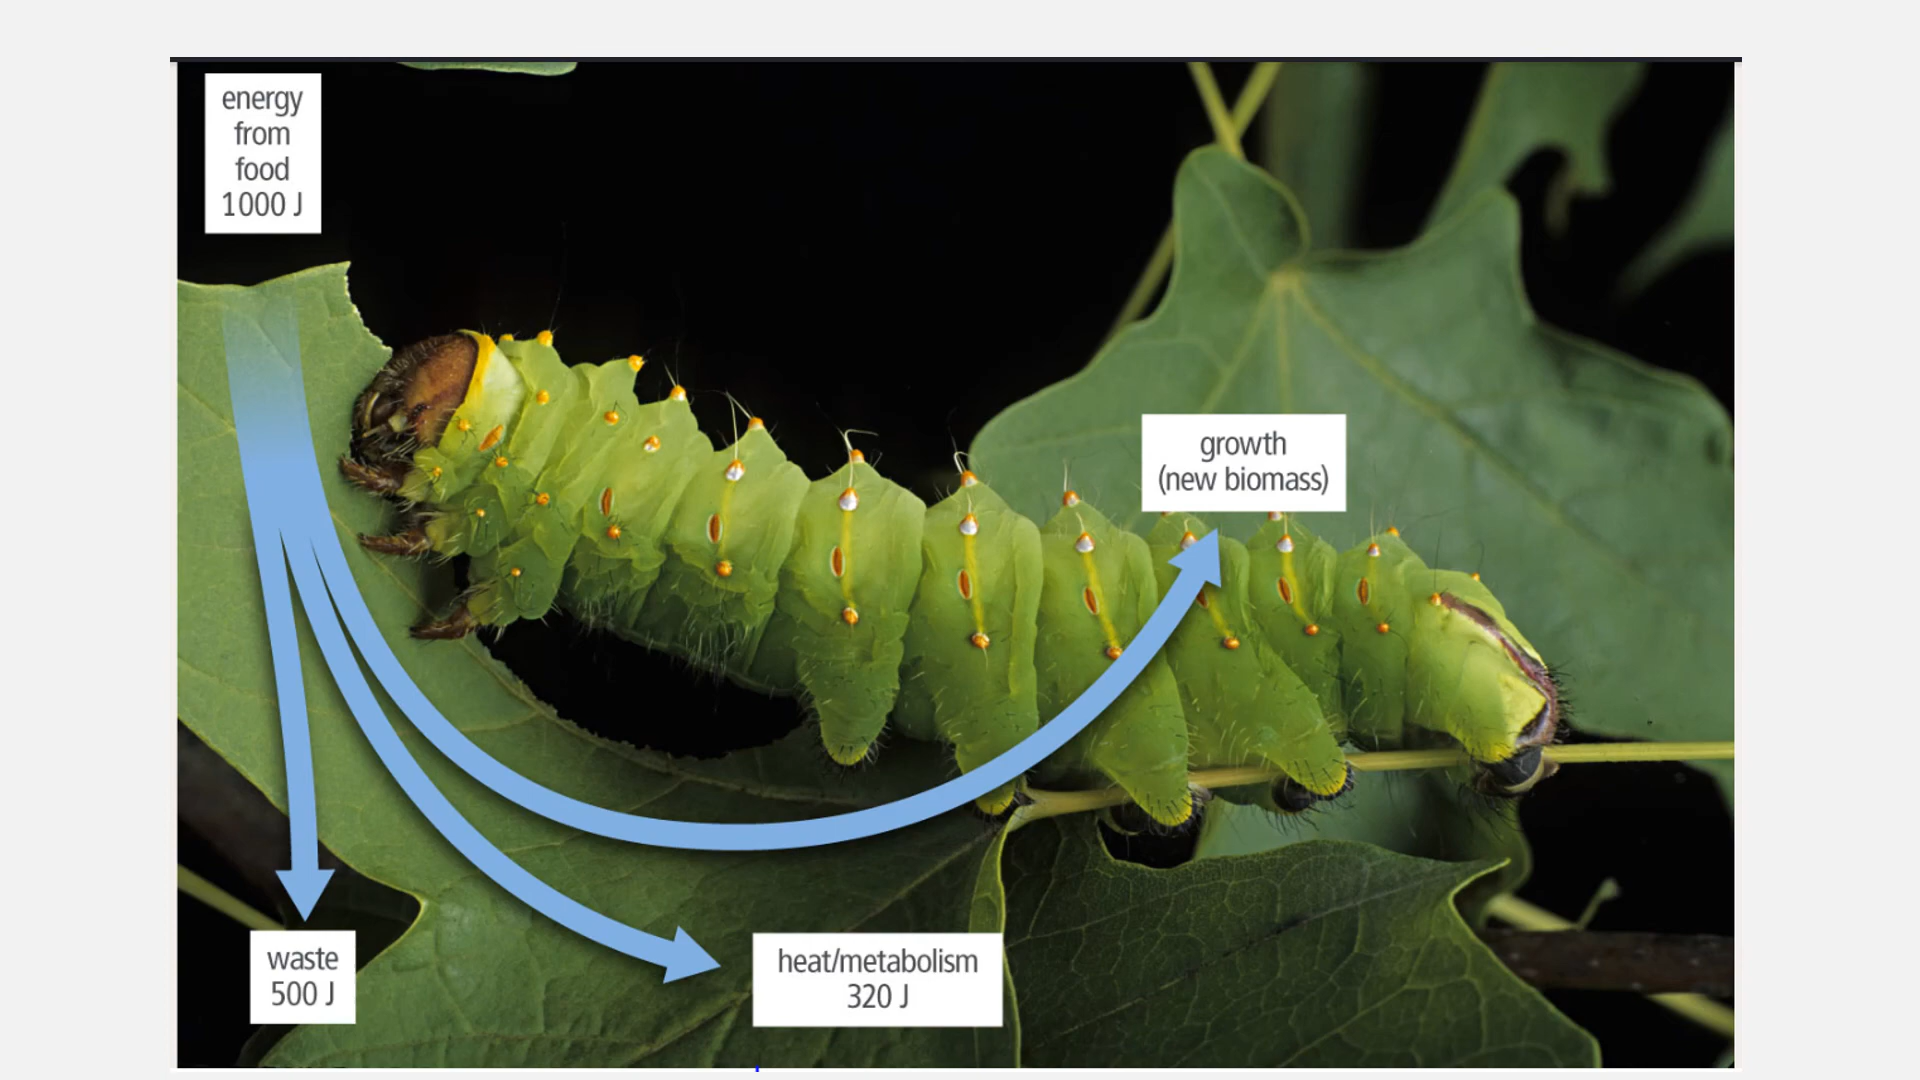 energy
from
food
1000 J
growth
(new biomass)
waste
500 J
heat/metabolism
320 J